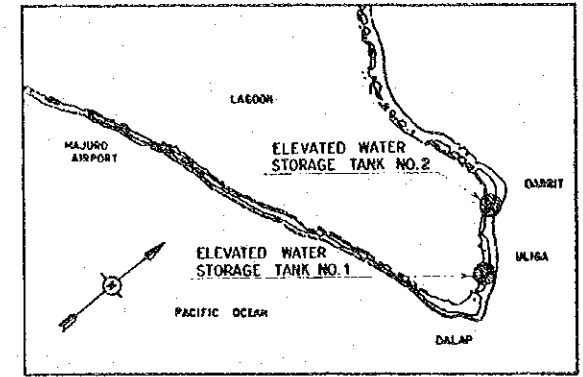 LAGOON
MAJURO
AIRPORT
ELEVATED WATER
STORAGE TANK NO.2
DARRIT
ULIGA
ELEVATED WATER
STORAGE TANK NO.1
PACIFIC OCEAN
DALAP